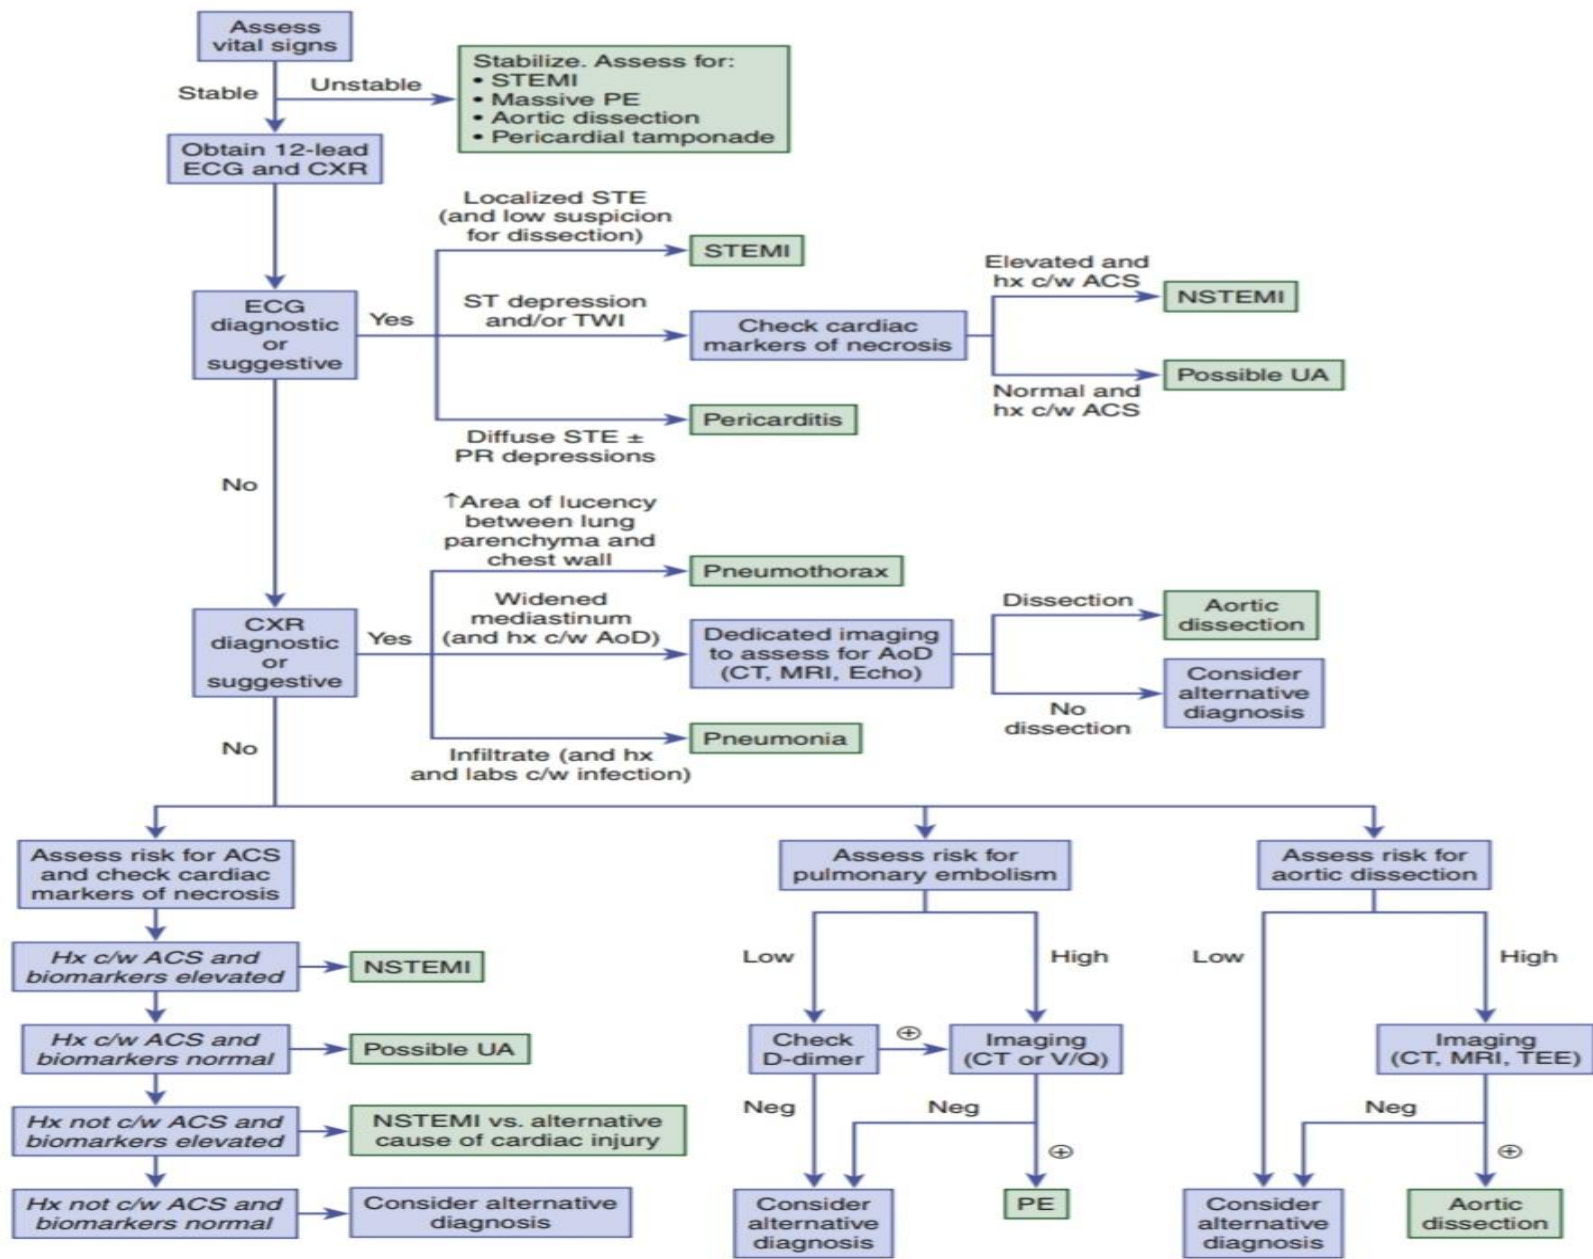 Assess
vital signs
Stable
Unstable
Stabilize. Assess for:
• STEMI
• Massive PE
• Aortic dissection
• Pericardial tamponade
Obtain 12-lead
ECG and CXR
ECG
diagnostic
or
suggestive
Yes
Localized STE
(and low suspicion
for dissection)
STEMI
ST depression
and/or TWI
Check cardiac
markers of necrosis
Elevated and
hx c/w ACS
NSTEMI
Normal and
hx c/w ACS
Possible UA
Diffuse STE ±
PR depressions
Pericarditis
No
CXR
diagnostic
or
suggestive
Yes
↑Area of lucency
between lung
parenchyma and
chest wall
Pneumothorax
Widened
mediastinum
(and hx c/w AoD)
Dedicated imaging
to assess for AoD
(CT, MRI, Echo)
Dissection
Aortic
dissection
No
dissection
Consider
alternative
diagnosis
Infiltrate (and hx
and labs c/w infection)
Pneumonia
No
Assess risk for ACS
and check cardiac
markers of necrosis
Hx c/w ACS and
biomarkers elevated
NSTEMI
Hx c/w ACS and
biomarkers normal
Possible UA
Hx not c/w ACS and
biomarkers elevated
NSTEMI vs. alternative
cause of cardiac injury
Hx not c/w ACS and
biomarkers normal
Consider alternative
diagnosis
Assess risk for
pulmonary embolism
Low
High
Check
D-dimer
⊕
Imaging
(CT or V/Q)
Neg
Neg
⊕
Consider
alternative
diagnosis
PE
Assess risk for
aortic dissection
Low
High
Imaging
(CT, MRI, TEE)
Neg
⊕
Consider
alternative
diagnosis
Aortic
dissection